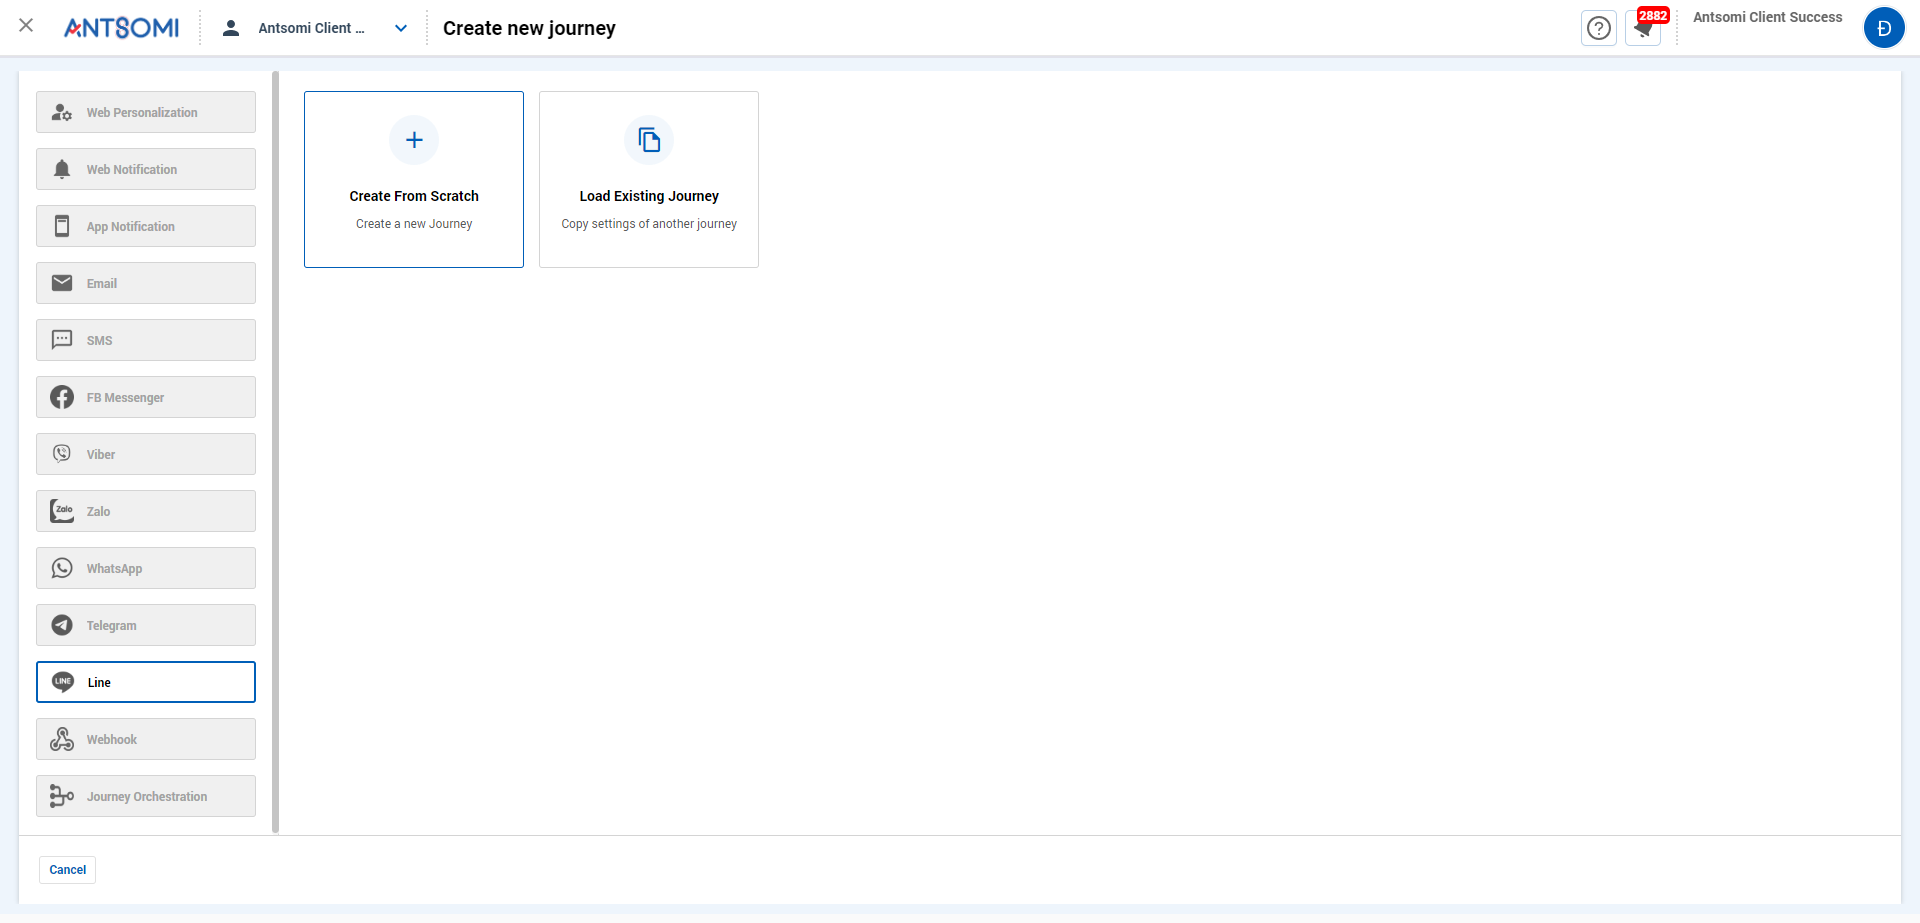 ANTSOMI
Antsomi Client ...
Create new journey
2882
Antsomi Client Success
Đ
Web Personalization
Web Notification
App Notification
Email
SMS
FB Messenger
Viber
Zalo
Zalo
WhatsApp
Telegram
LINE
Line
Webhook
Journey Orchestration
Create From Scratch
Create a new Journey
Load Existing Journey
Copy settings of another journey
Cancel